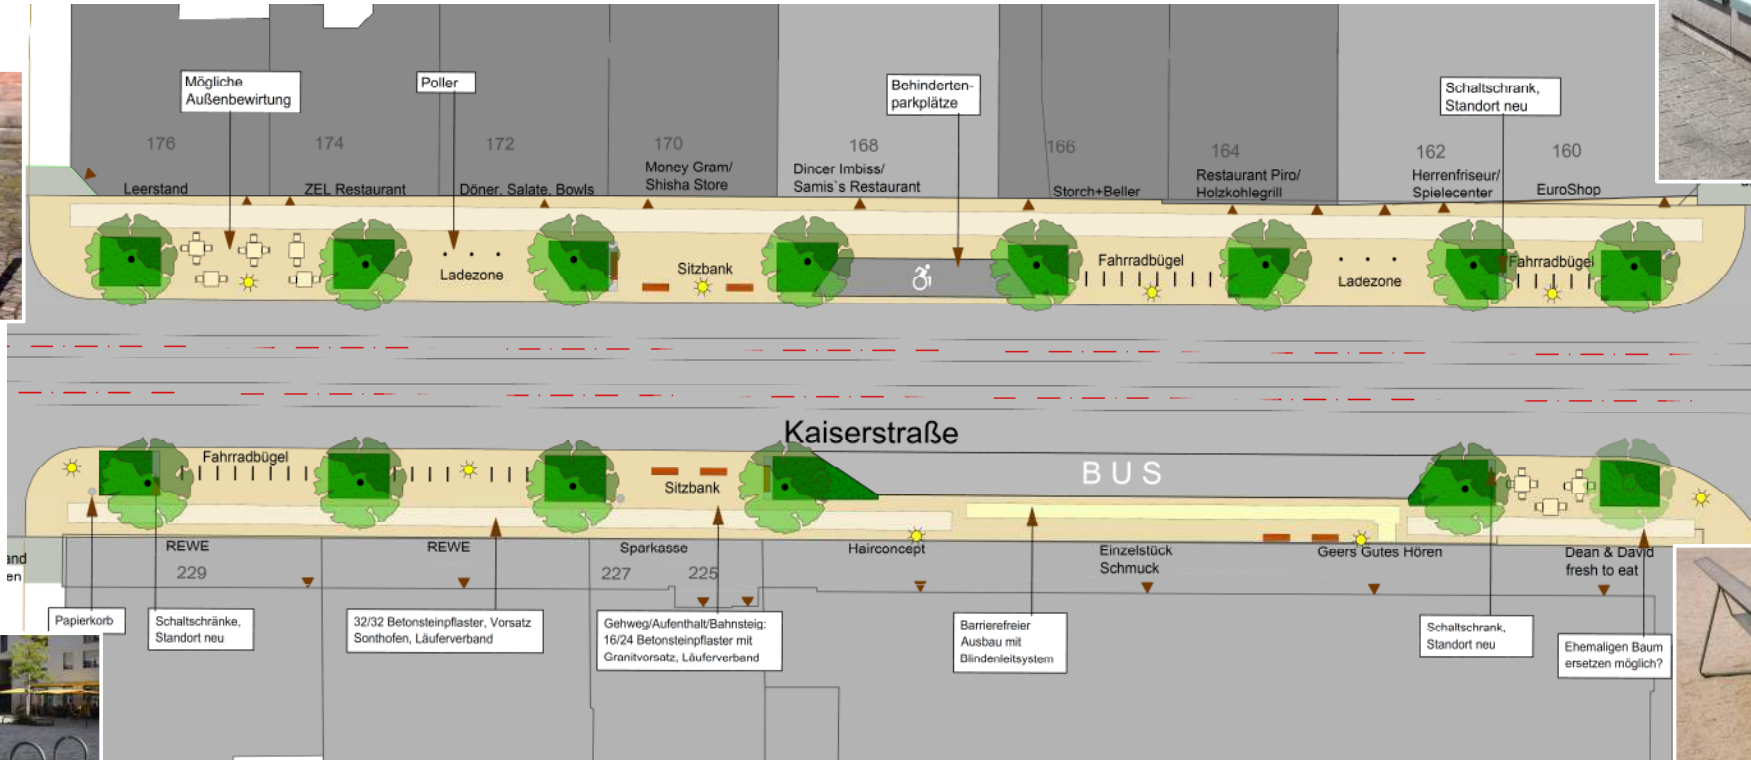 Mögliche
Außenbewirtung
Poller
Behinderten-
parkplätze
Schaltschrank,
Standort neu
176
174
172
170
168
166
164
162
160
Leerstand
ZEL Restaurant
Döner, Salate, Bowls
Money Gram/
Shisha Store
Dincer Imbiss/
Samis`s Restaurant
Storch+Beller
Restaurant Piro/
Holzkohlegrill
Herrenfriseur/
Spielecenter
EuroShop
Ladezone
Sitzbank
Fahrradbügel
Ladezone
Fahrradbügel
Kaiserstraße
BUS
Fahrradbügel
Sitzbank
and
en
REWE
229
REWE
Sparkasse
227
225
Hairconcept
Einzelstück
Schmuck
Geers Gutes Hören
Dean & David
fresh to eat
Papierkorb
Schaltschränke,
Standort neu
32/32 Betonsteinpflaster, Vorsatz
Sonthofen, Läuferverband
Gehweg/Aufenthalt/Bahnsteig:
16/24 Betonsteinpflaster mit
Granitvorsatz, Läuferverband
Barrierefreier
Ausbau mit
Blindenleitsystem
Schaltschrank,
Standort neu
Ehemaligen Baum
ersetzen möglich?